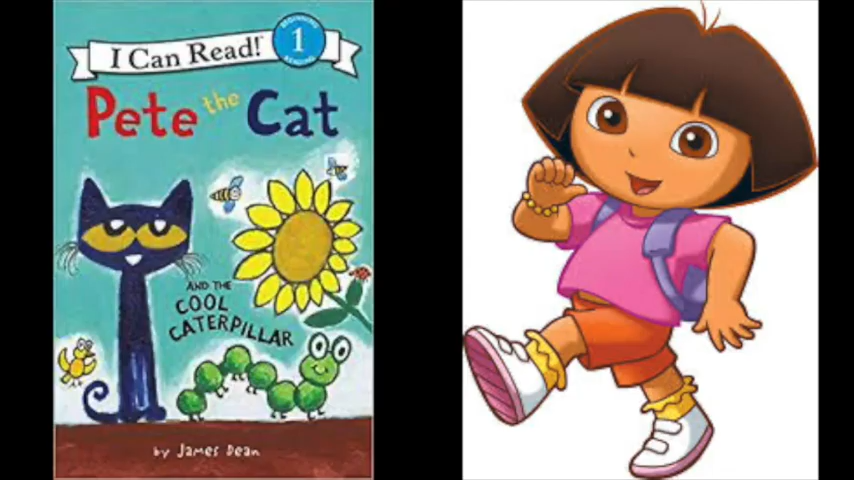 I Can Read!
BEGINNING
1
READING
Pete the Cat
AND THE
COOL
CATERPILLAR
by James Dean